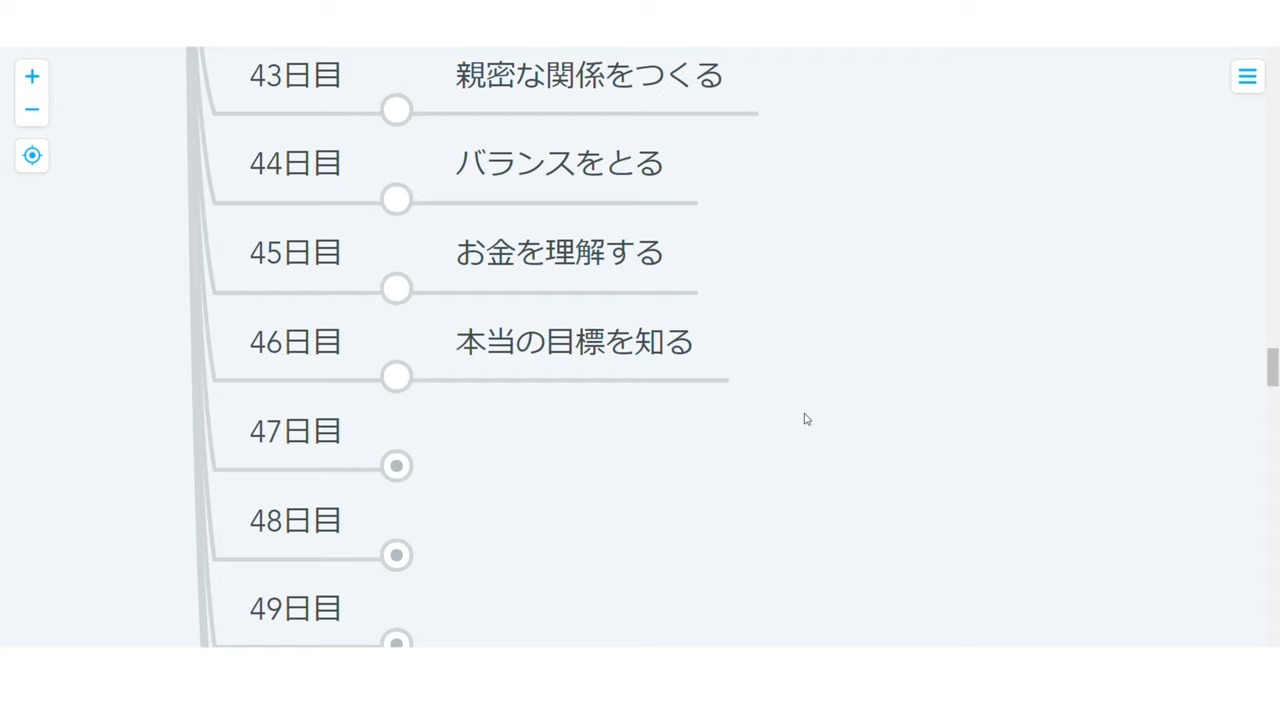 43日目 親密な関係をつくる
44日目 バランスをとる
45日目 お金を理解する
46日目 本当の目標を知る
47日目
48日目
49日目